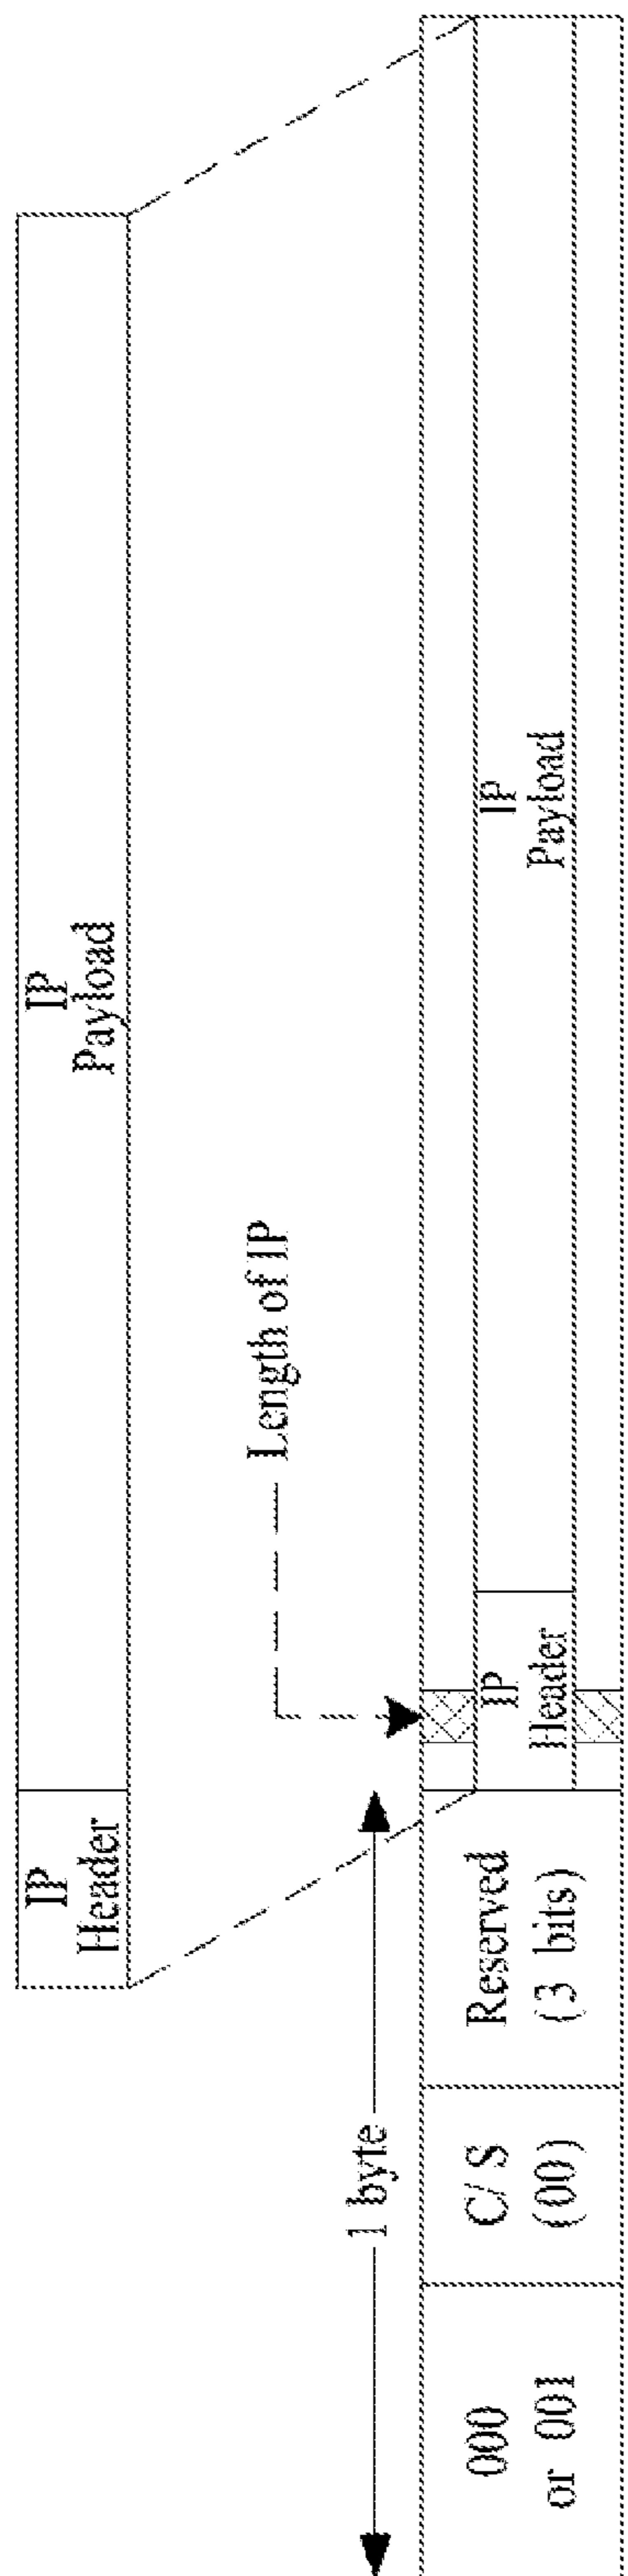 IP
Header
IP
Payload
Length of IP
1 byte
000
or 001
C/S
(00)
Reserved
(3 bits)
IP
Header
IP
Payload